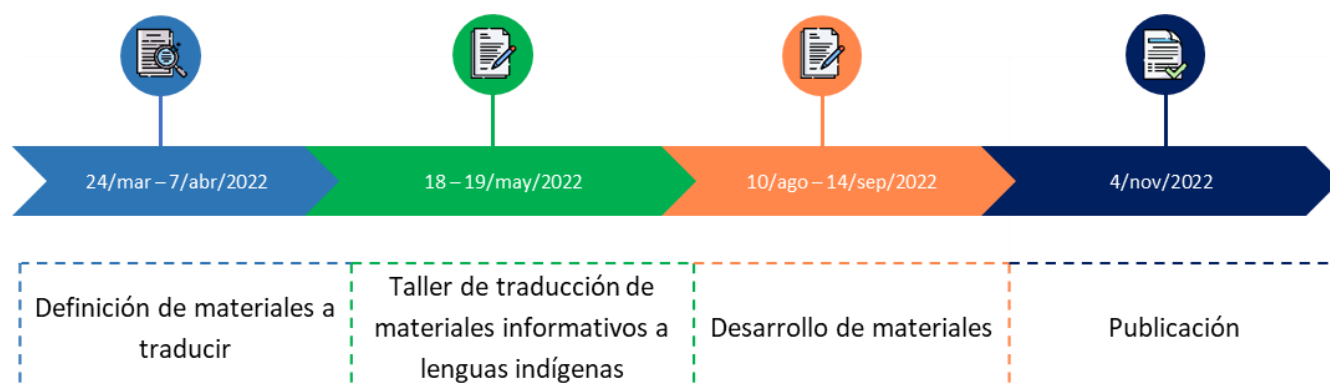 24/mar – 7/abr/2022
18 – 19/may/2022
10/ago – 14/sep/2022
4/nov/2022
Definición de materiales a
traducir
Taller de traducción de
materiales informativos a
lenguas indígenas
Desarrollo de materiales
Publicación